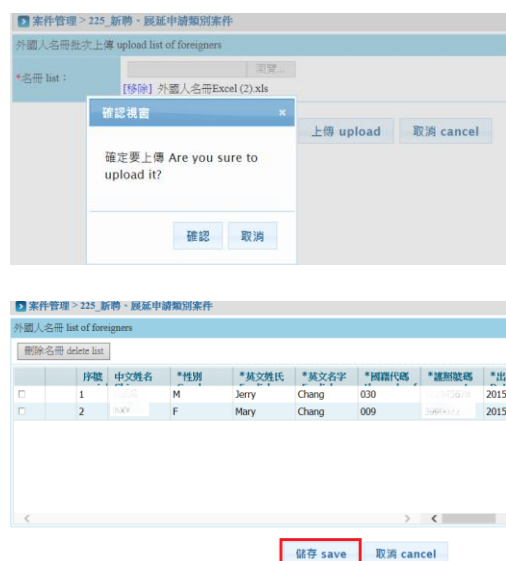 案件管理 > 225_新聘、展延申請類別案件
外國人名冊批次上傳 upload list of foreigners
*名冊 list：
瀏覽...
[移除] 外國人名冊Excel (2).xls
確認視窗 ×
確定要上傳 Are you sure to
upload it?
確認 取消
上傳 upload 取消 cancel
案件管理 > 225_新聘、展延申請類別案件
外國人名冊 list of foreigners
刪除名冊 delete list
序號 中文姓名 *性別 *英文姓氏 *英文名字 *國籍代碼 *護照號碼 *出
1 M Jerry Chang 030 2015
2 F Mary Chang 009 2015
儲存 save 取消 cancel